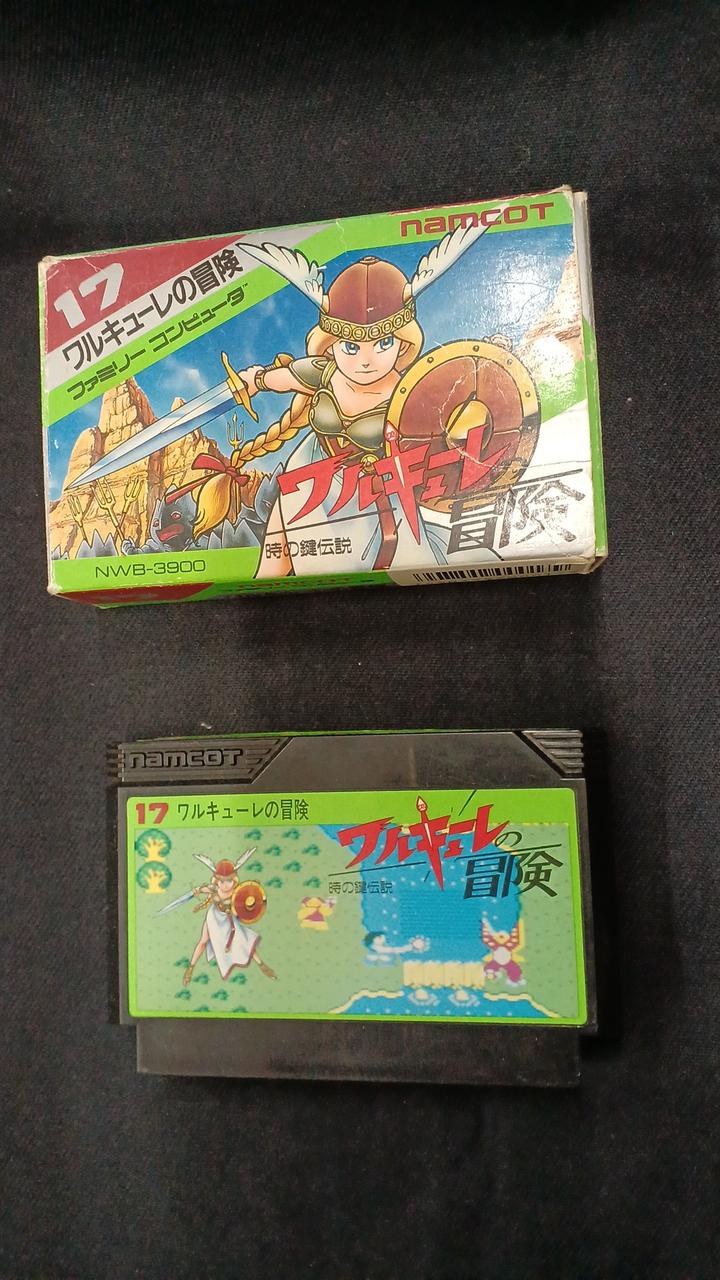 namcot
17
ワルキューレの冒険
ファミリー コンピュータ™
ワルキューレ
冒険
時の鍵伝説
NWB-3900
namcot
namcot
17 ワルキューレの冒険
ワルキューレの
冒険
時の鍵伝説